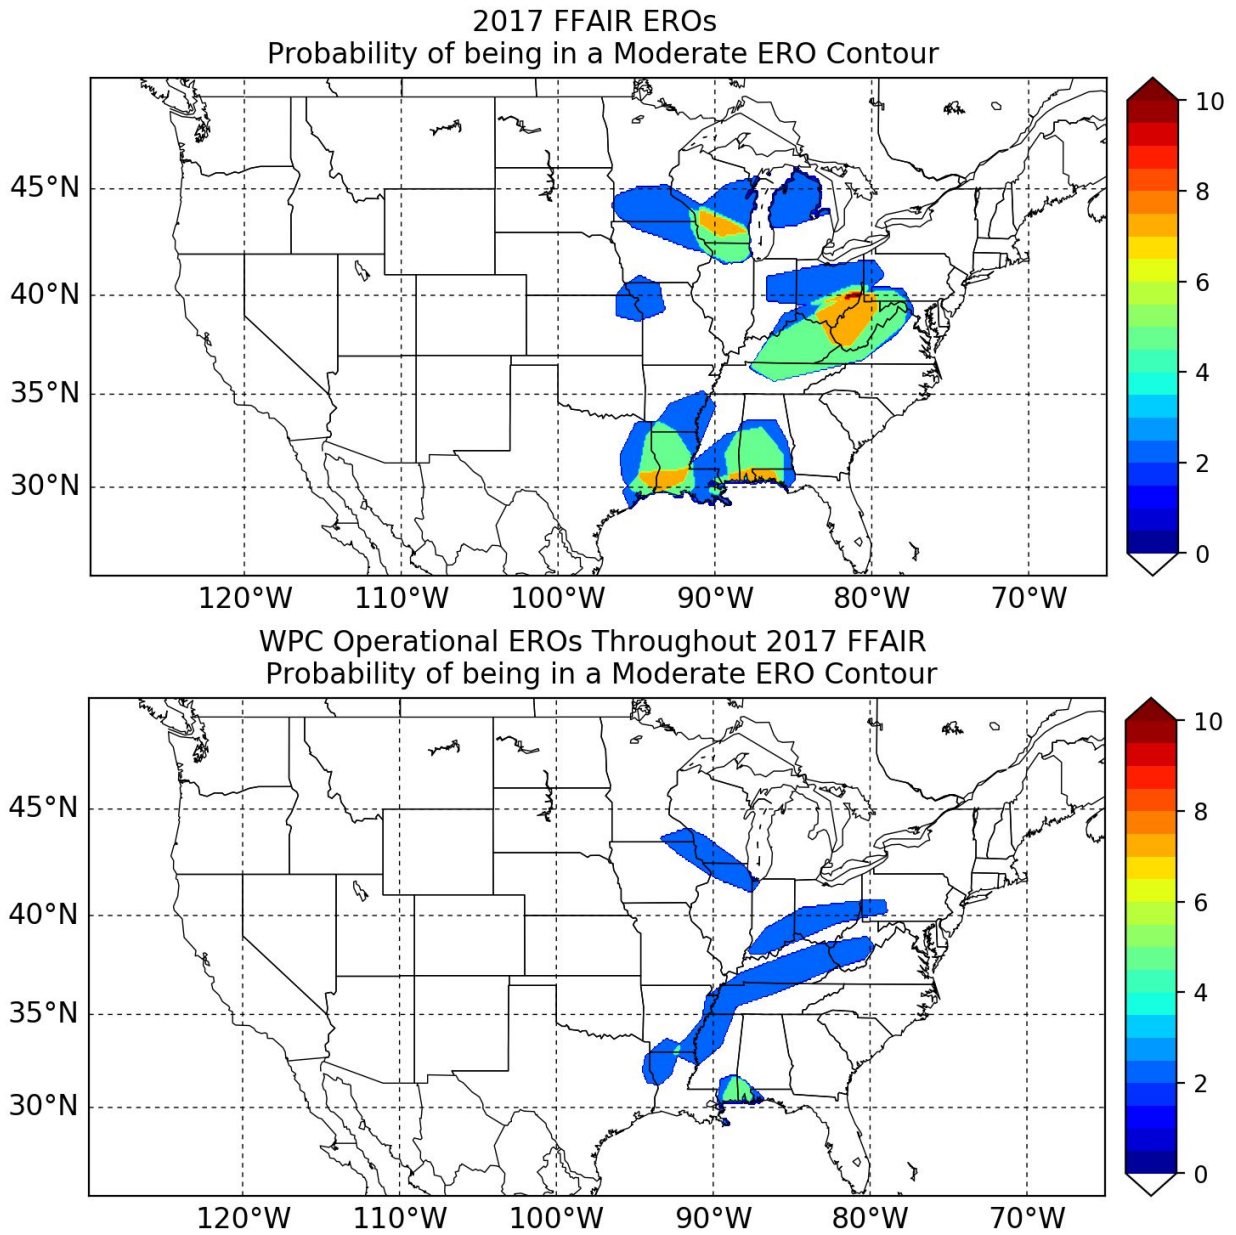 2017 FFAIR EROs
Probability of being in a Moderate ERO Contour
45°N
40°N
35°N
30°N
120°W 110°W 100°W 90°W 80°W 70°W
10
8
6
4
2
0
WPC Operational EROs Throughout 2017 FFAIR
Probability of being in a Moderate ERO Contour
45°N
40°N
35°N
30°N
120°W 110°W 100°W 90°W 80°W 70°W
10
8
6
4
2
0